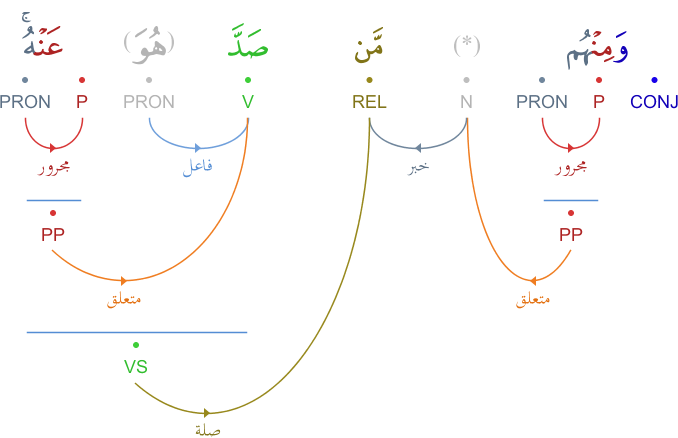 وَمِنْهُم (*) مَّن صَدَّ (هُوَ) عَنْهُ ۚ
PRON P PRON V REL N PRON P CONJ
مجرور فاعل خبر مجرور
PP PP
متعلق متعلق
VS
صلة